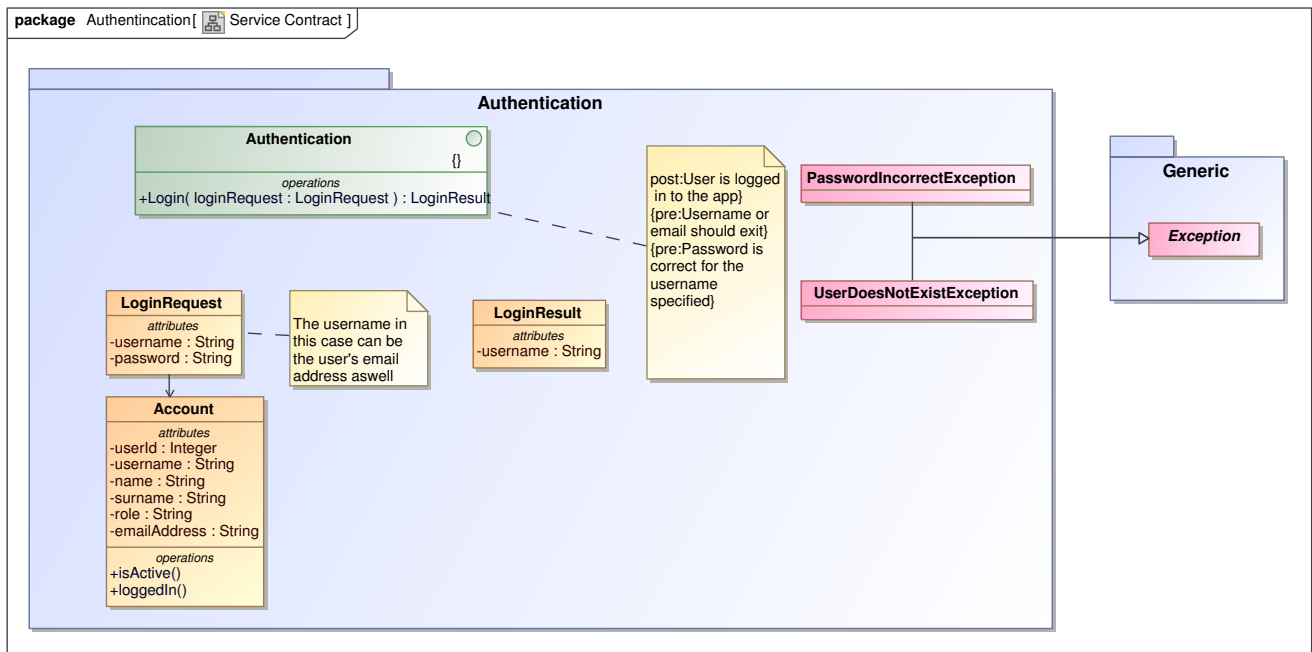 package Authentincation[ Service Contract ]
Authentication
Authentication
{}
operations
+Login( loginRequest : LoginRequest ) : LoginResult
post:User is logged
in to the app}
{pre:Username or
email should exit}
{pre:Password is
correct for the
username
specified}
PasswordIncorrectException
UserDoesNotExistException
Generic
Exception
LoginRequest
attributes
-username : String
-password : String
The username in
this case can be
the user's email
address aswell
LoginResult
attributes
-username : String
Account
attributes
-userId : Integer
-username : String
-name : String
-surname : String
-role : String
-emailAddress : String
operations
+isActive()
+loggedIn()